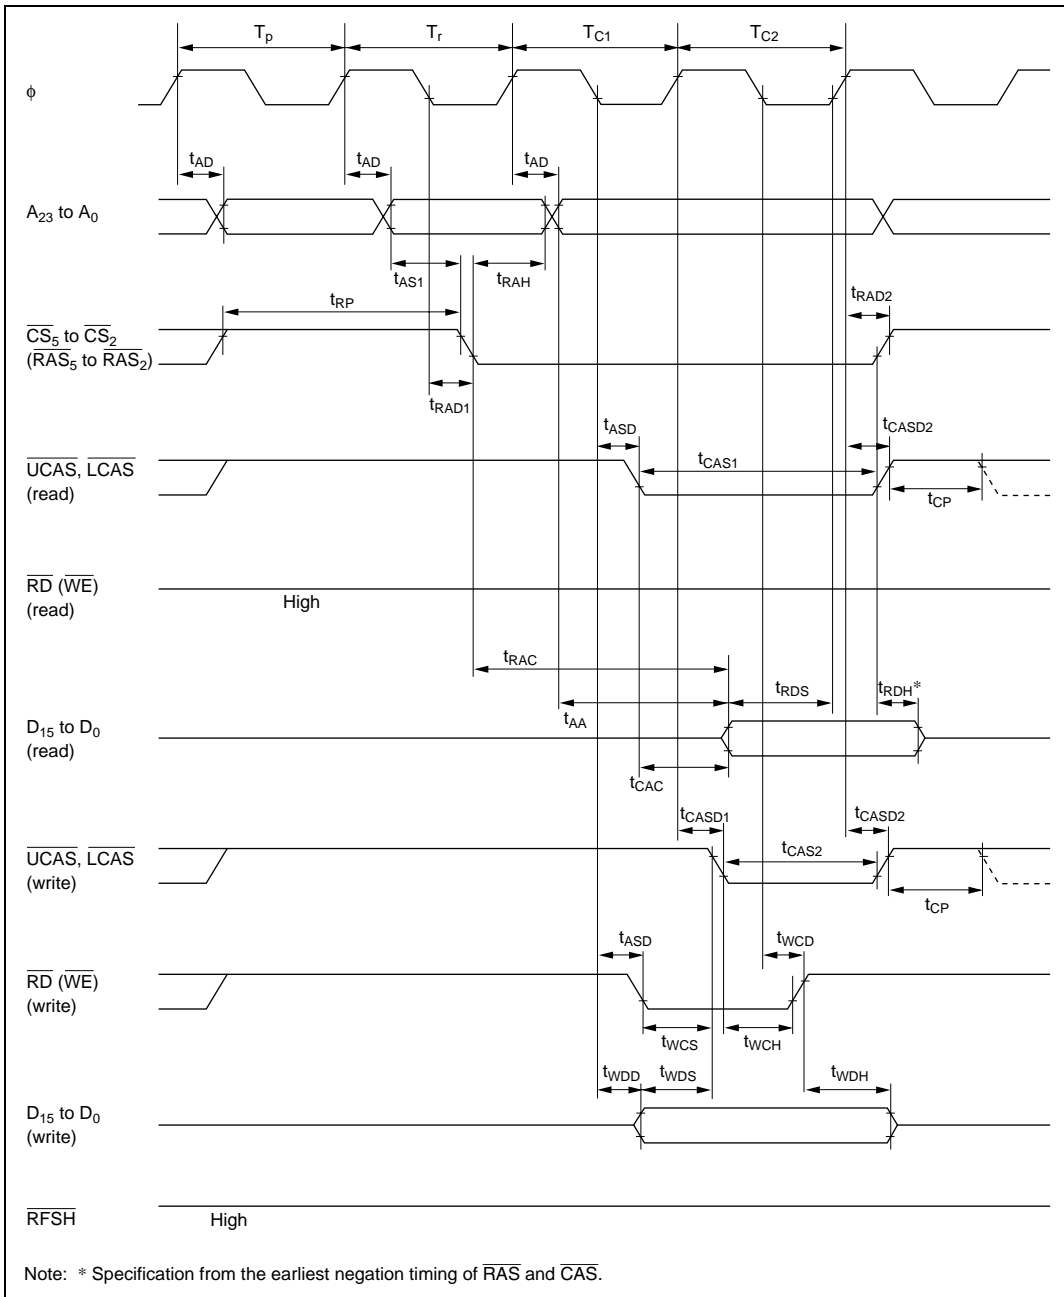 Tp Tr TC1 TC2
ϕ
tAD tAD tAD
A23 to A0
tAS1 tRAH
tRP tRAD2
CS5 to CS2
(RAS5 to RAS2)
tRAD1
tASD tCASD2
UCAS, LCAS
(read)
tCAS1
tCP
RD (WE)
(read)
High
tRAC
tRDS tRDH*
tAA
D15 to D0
(read)
tCAC
tCASD1 tCASD2
UCAS, LCAS
(write)
tCAS2
tCP
tASD tWCD
RD (WE)
(write)
tWCS tWCH
tWDD tWDS tWDH
D15 to D0
(write)
RFSH High
Note: * Specification from the earliest negation timing of RAS and CAS.